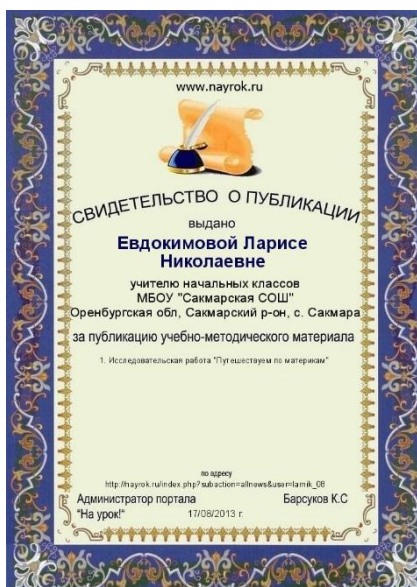 www.nayrok.ru
СВИДЕТЕЛЬСТВО О ПУБЛИКАЦИИ
выдано
Евдокимовой Ларисе
Николаевне
учителю начальных классов
МБОУ "Сакмарская СОШ"
Оренбургская обл, Сакмарский р-он, с. Сакмара
за публикацию учебно-методического материала
1. Исследовательская работа "Путешествуем по материкам"
по адресу
http://nayrok.ru/index.php?subaction=allnews&user=larnik_08
Администратор портала Барсуков К.С
"На урок!" 17/08/2013 г.